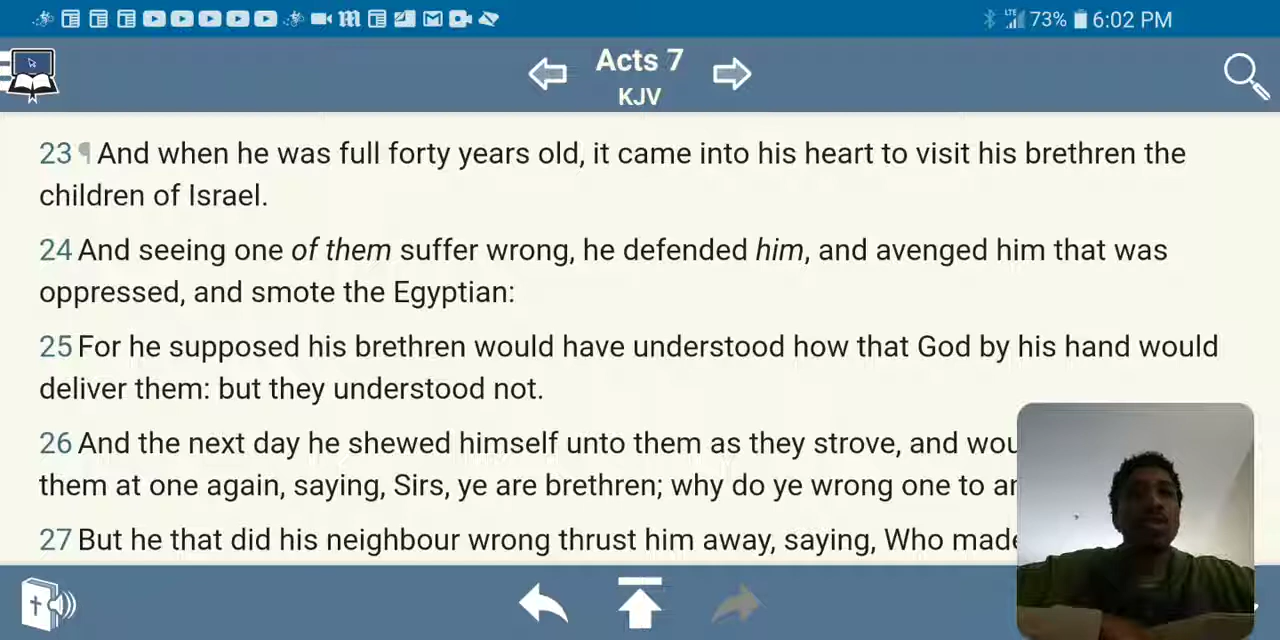 73% 6:02 PM
Acts 7
KJV
23 ¶ And when he was full forty years old, it came into his heart to visit his brethren the
children of Israel.
24 And seeing one of them suffer wrong, he defended him, and avenged him that was
oppressed, and smote the Egyptian:
25 For he supposed his brethren would have understood how that God by his hand would
deliver them: but they understood not.
26 And the next day he shewed himself unto them as they strove, and
them at one again, saying, Sirs, ye are brethren; why do ye wrong one to
27 But he that did his neighbour wrong thrust him away, saying, Who